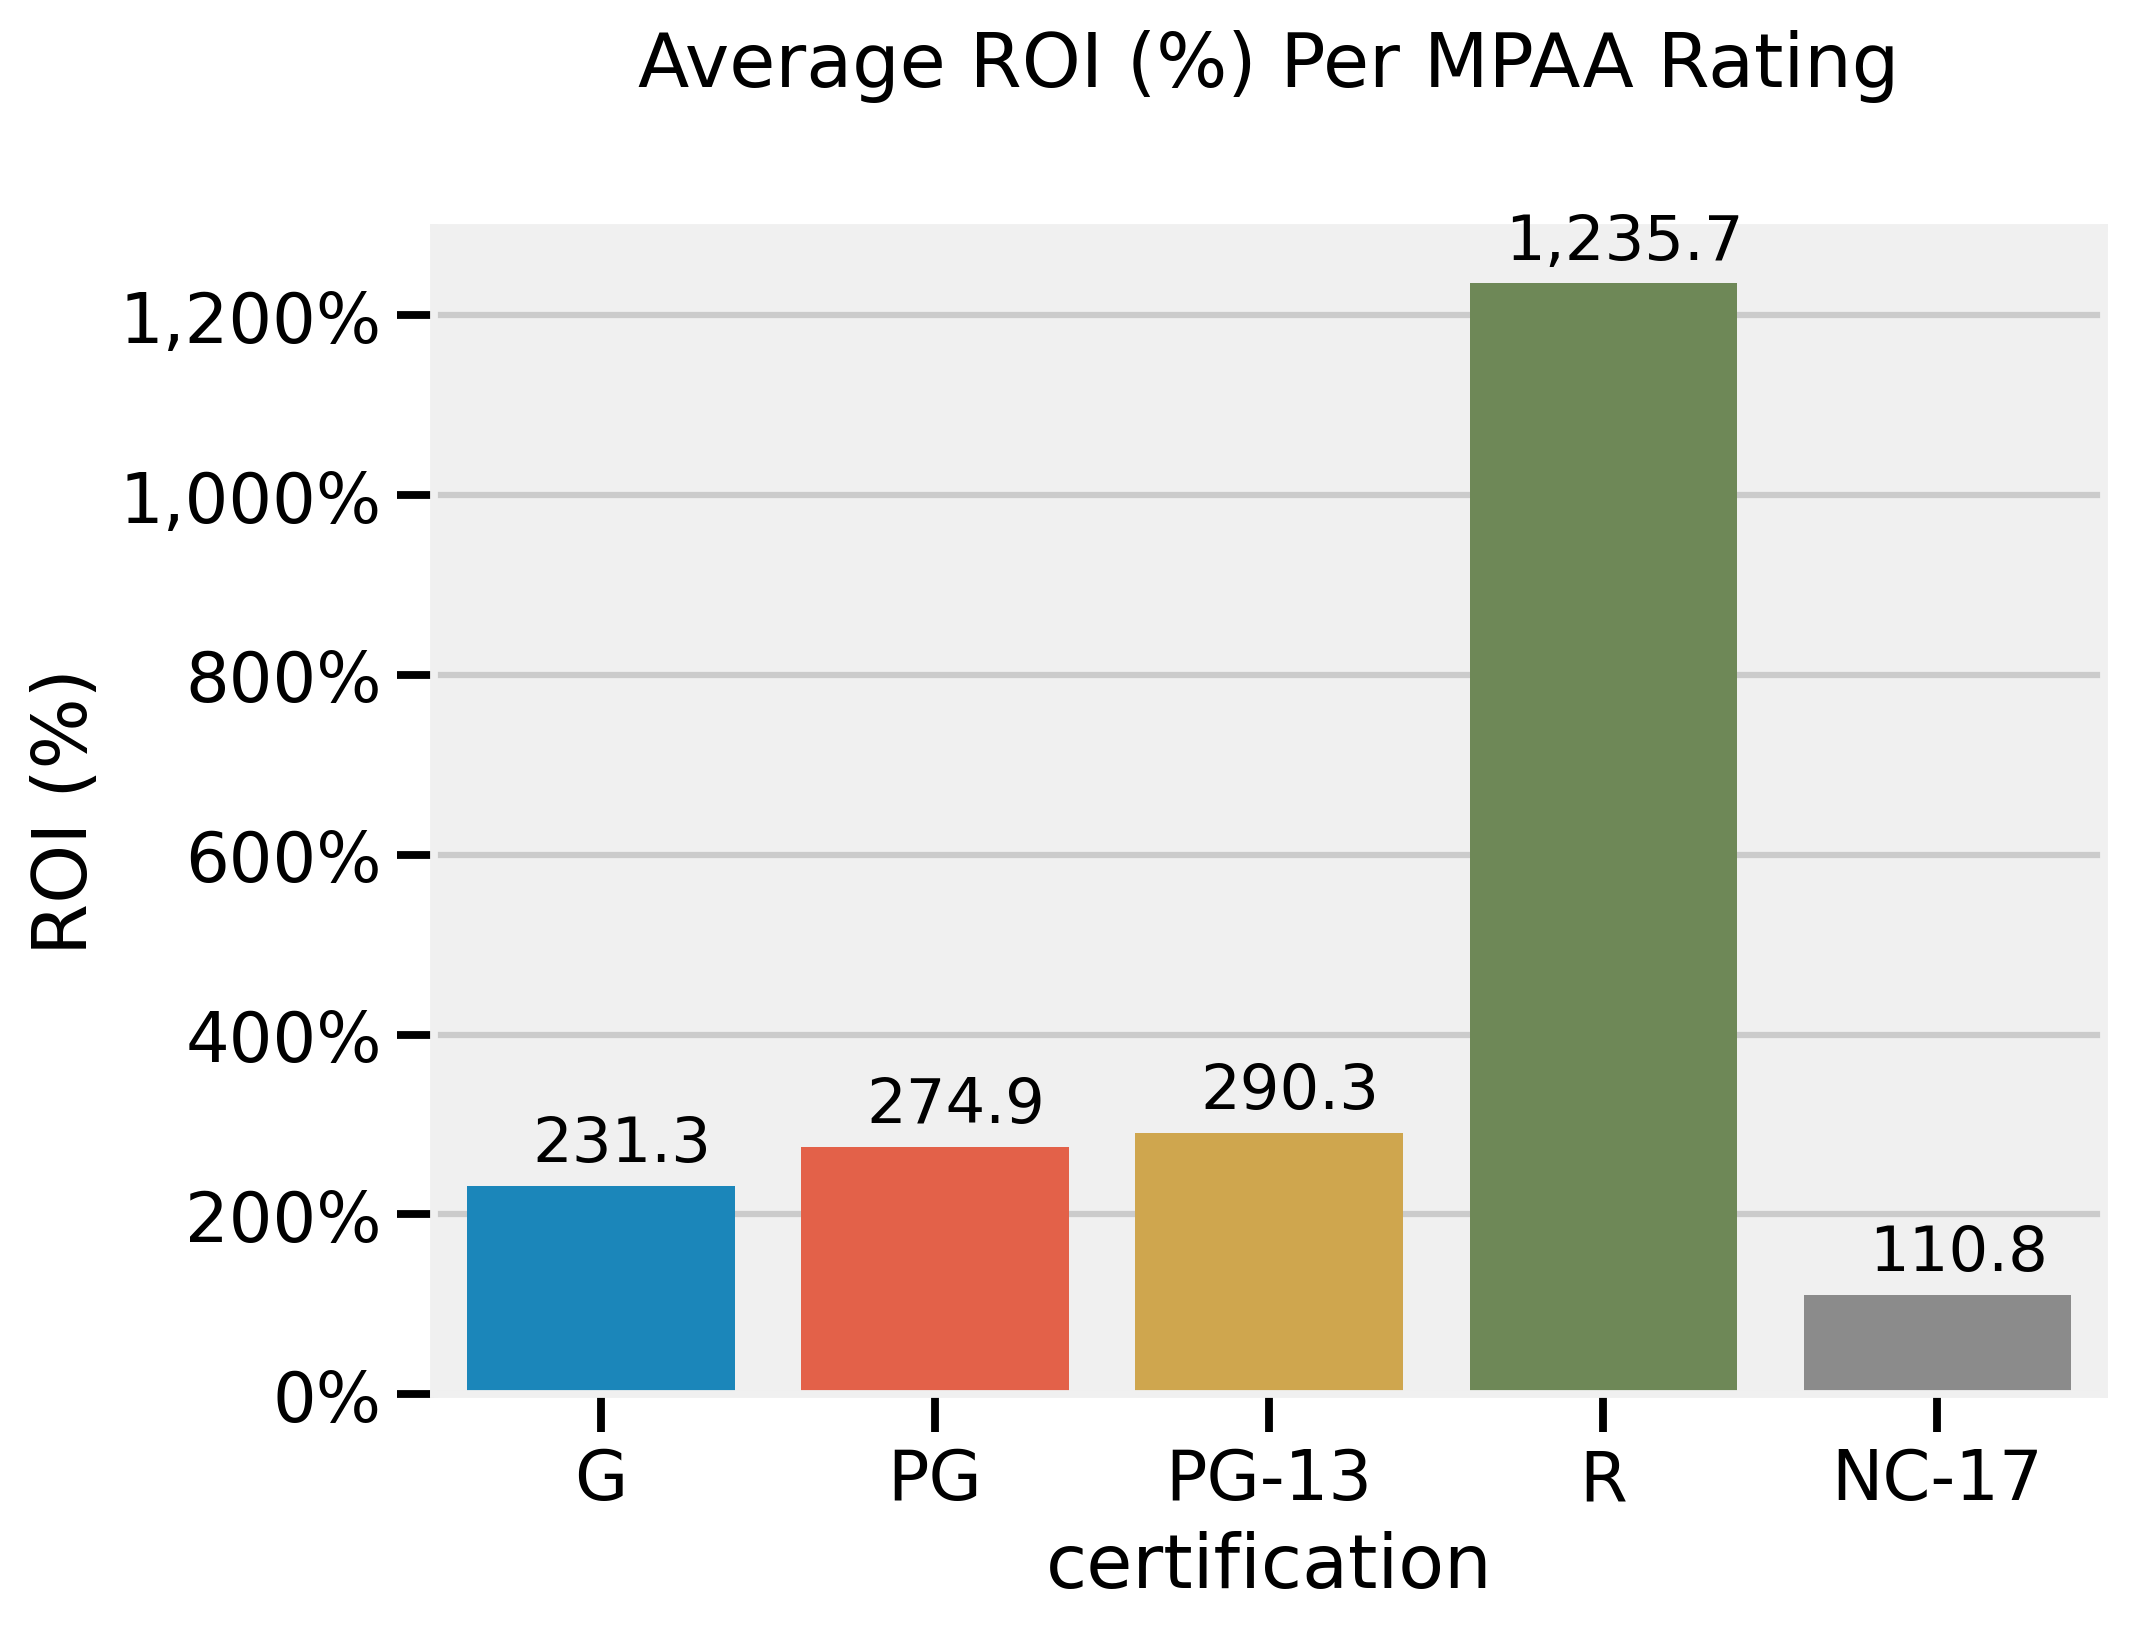 Average ROI (%) Per MPAA Rating
1,235.7
1,200%
1,000%
800%
600%
400%
200%
0%
ROI (%)
231.3
274.9
290.3
110.8
G
PG
PG-13
R
NC-17
certification